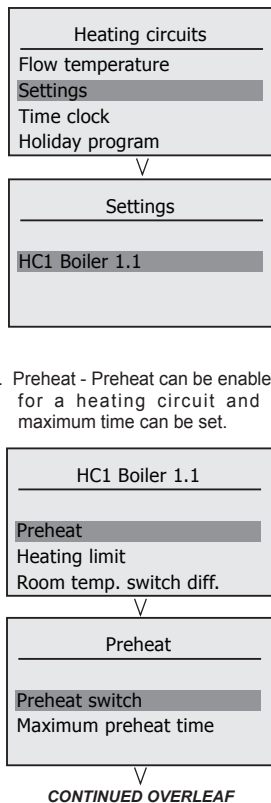 Heating circuits
Flow temperature
Settings
Time clock
Holiday program
Settings
HC1 Boiler 1.1
. Preheat - Preheat can be enable
for a heating circuit and
maximum time can be set.
HC1 Boiler 1.1
Preheat
Heating limit
Room temp. switch diff.
Preheat
Preheat switch
Maximum preheat time
CONTINUED OVERLEAF